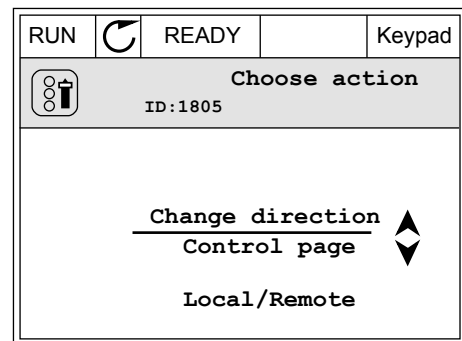 RUN READY Keypad
Choose action
ID:1805
Change direction
Control page
Local/Remote